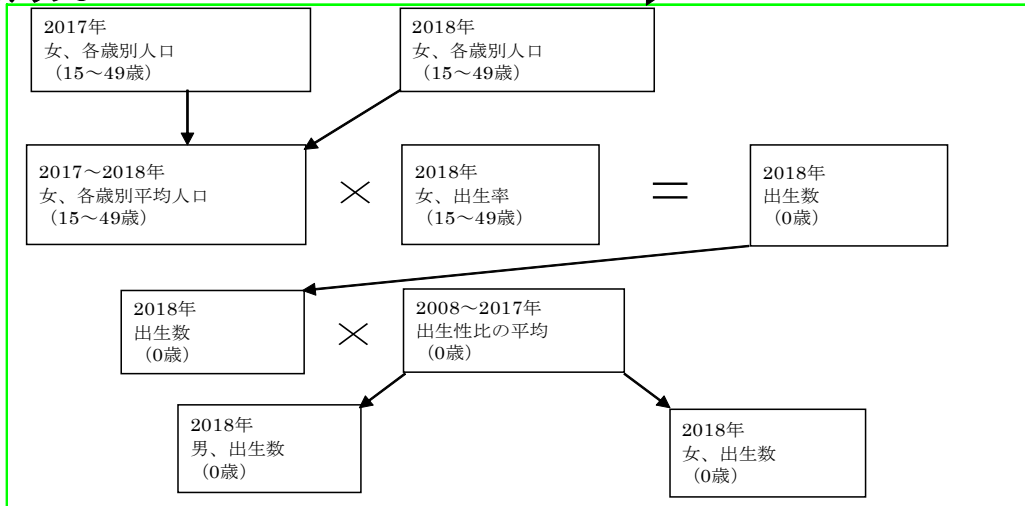 2017年
女、各歳別人口
（15～49歳）
2018年
女、各歳別人口
（15～49歳）
2017～2018年
女、各歳別平均人口
（15～49歳）
×
2018年
女、出生率
（15～49歳）
＝
2018年
出生数
（0歳）
2018年
出生数
（0歳）
×
2008～2017年
出生性比の平均
（0歳）
2018年
男、出生数
（0歳）
2018年
女、出生数
（0歳）